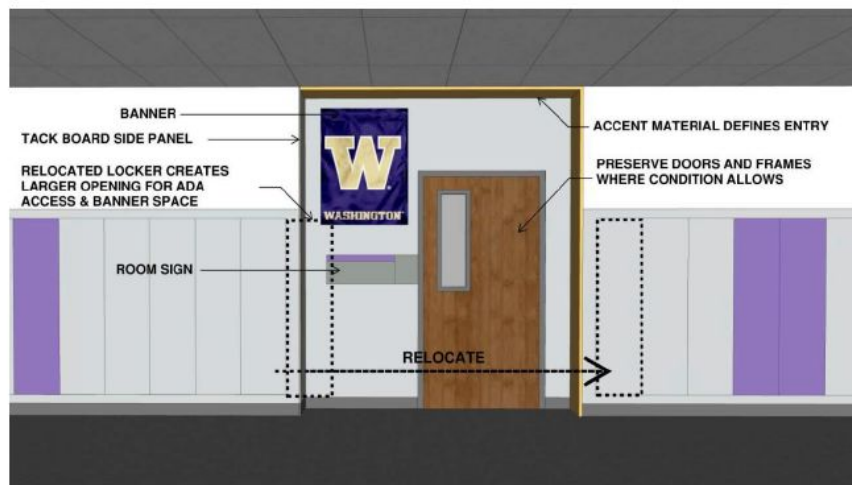 BANNER
TACK BOARD SIDE PANEL
RELOCATED LOCKER CREATES
LARGER OPENING FOR ADA
ACCESS & BANNER SPACE
ROOM SIGN
W
WASHINGTON
ACCENT MATERIAL DEFINES ENTRY
PRESERVE DOORS AND FRAMES
WHERE CONDITION ALLOWS
RELOCATE